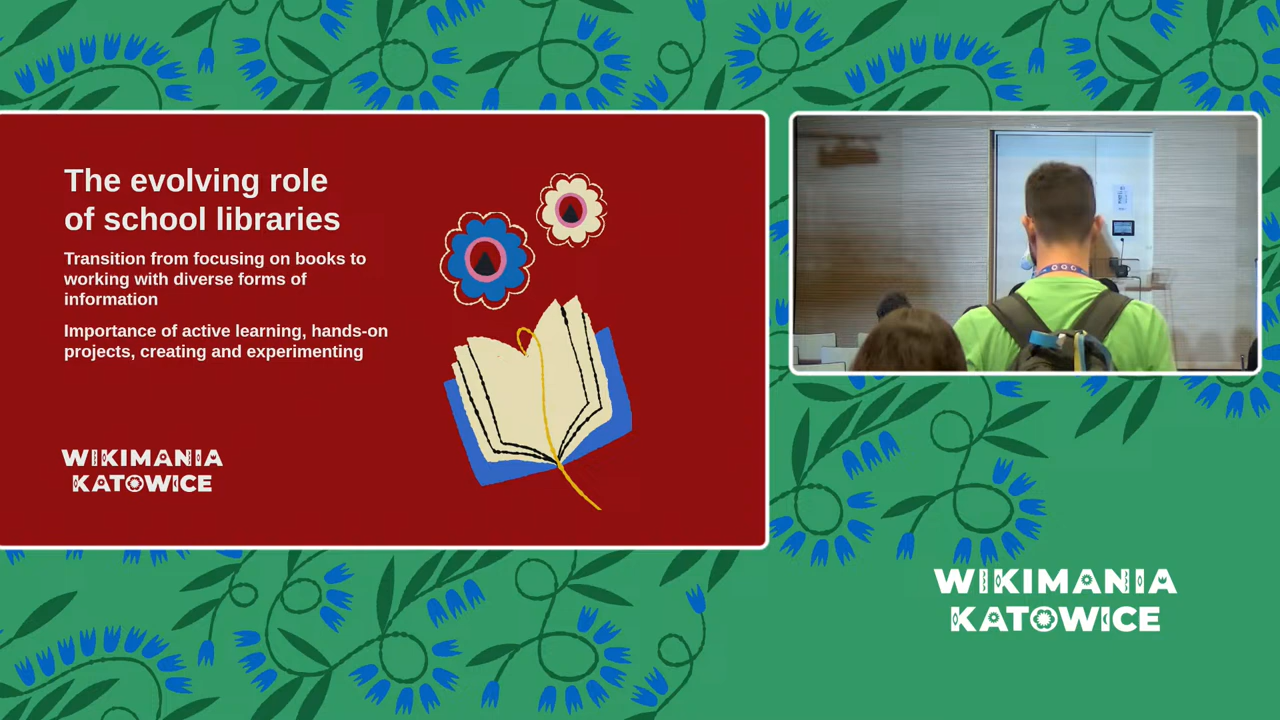 The evolving role
of school libraries
Transition from focusing on books to
working with diverse forms of
information
Importance of active learning, hands-on
projects, creating and experimenting
WIKIMANIA
KATOWICE
WIKIMANIA
KATOWICE